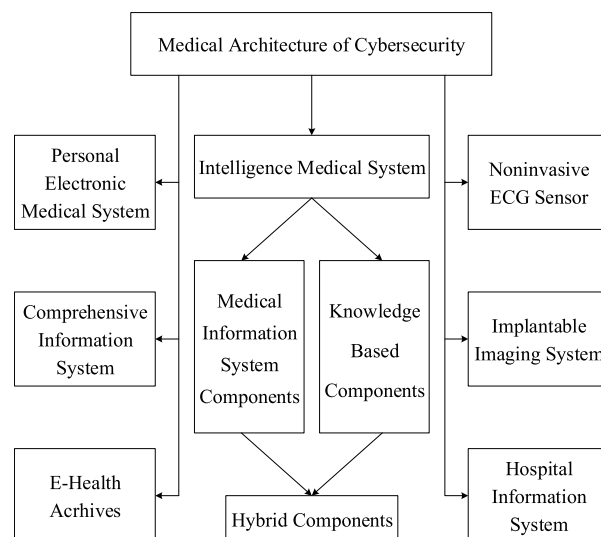 Medical Architecture of Cybersecurity
Personal
Electronic
Medical System
Intelligence Medical System
Noninvasive
ECG Sensor
Comprehensive
Information
System
Medical
Information
System
Components
Knowledge
Based
Components
Implantable
Imaging System
E-Health
Acrhives
Hybrid Components
Hospital
Information
System